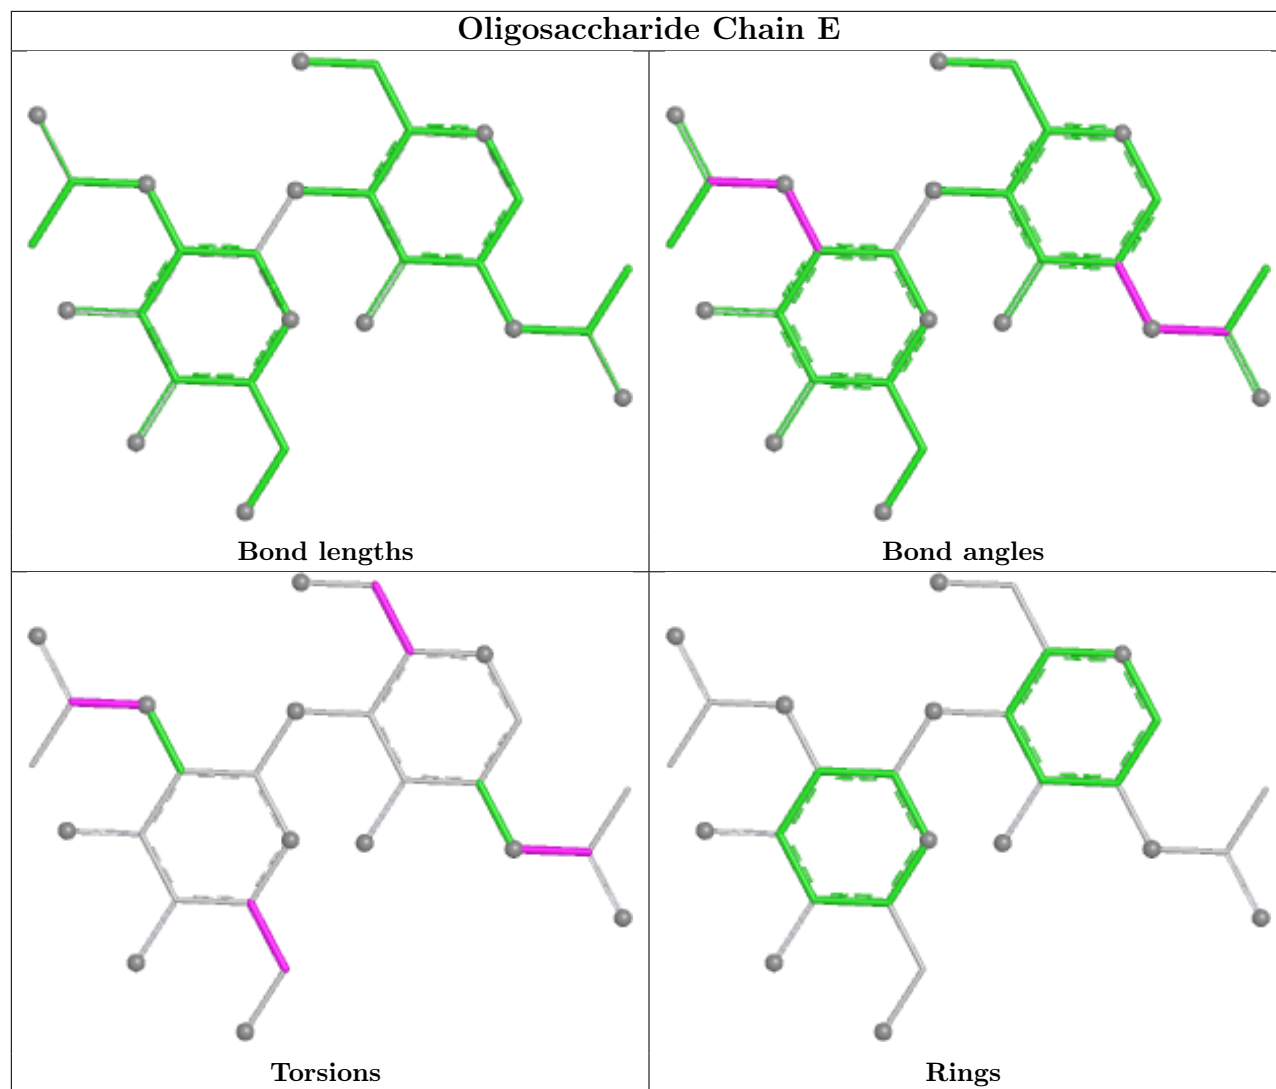 Oligosaccharide Chain E
Bond lengths
Bond angles
Torsions
Rings